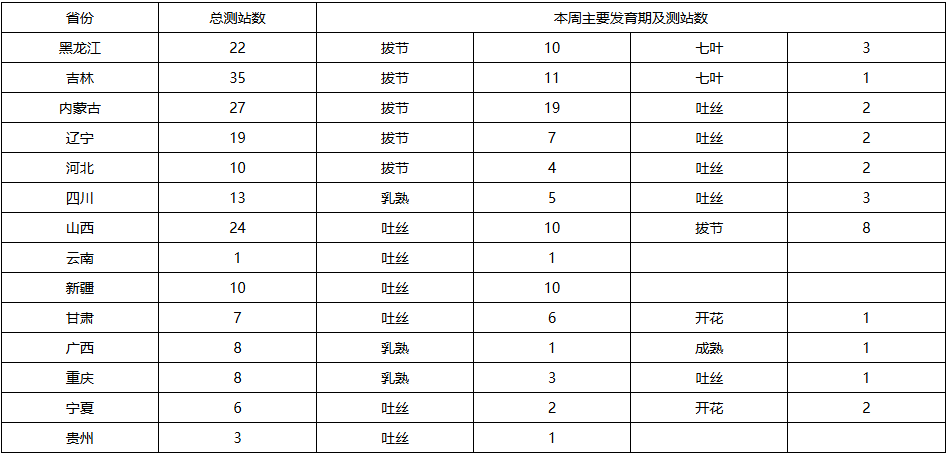 省份 总测站数 本周主要发育期及测站数
黑龙江 22 拔节 10 七叶 3
吉林 35 拔节 11 七叶 1
内蒙古 27 拔节 19 吐丝 2
辽宁 19 拔节 7 吐丝 2
河北 10 拔节 4 吐丝 2
四川 13 乳熟 5 吐丝 3
山西 24 吐丝 10 拔节 8
云南 1 吐丝 1
新疆 10 吐丝 10
甘肃 7 吐丝 6 开花 1
广西 8 乳熟 1 成熟 1
重庆 8 乳熟 3 吐丝 1
宁夏 6 吐丝 2 开花 2
贵州 3 吐丝 1